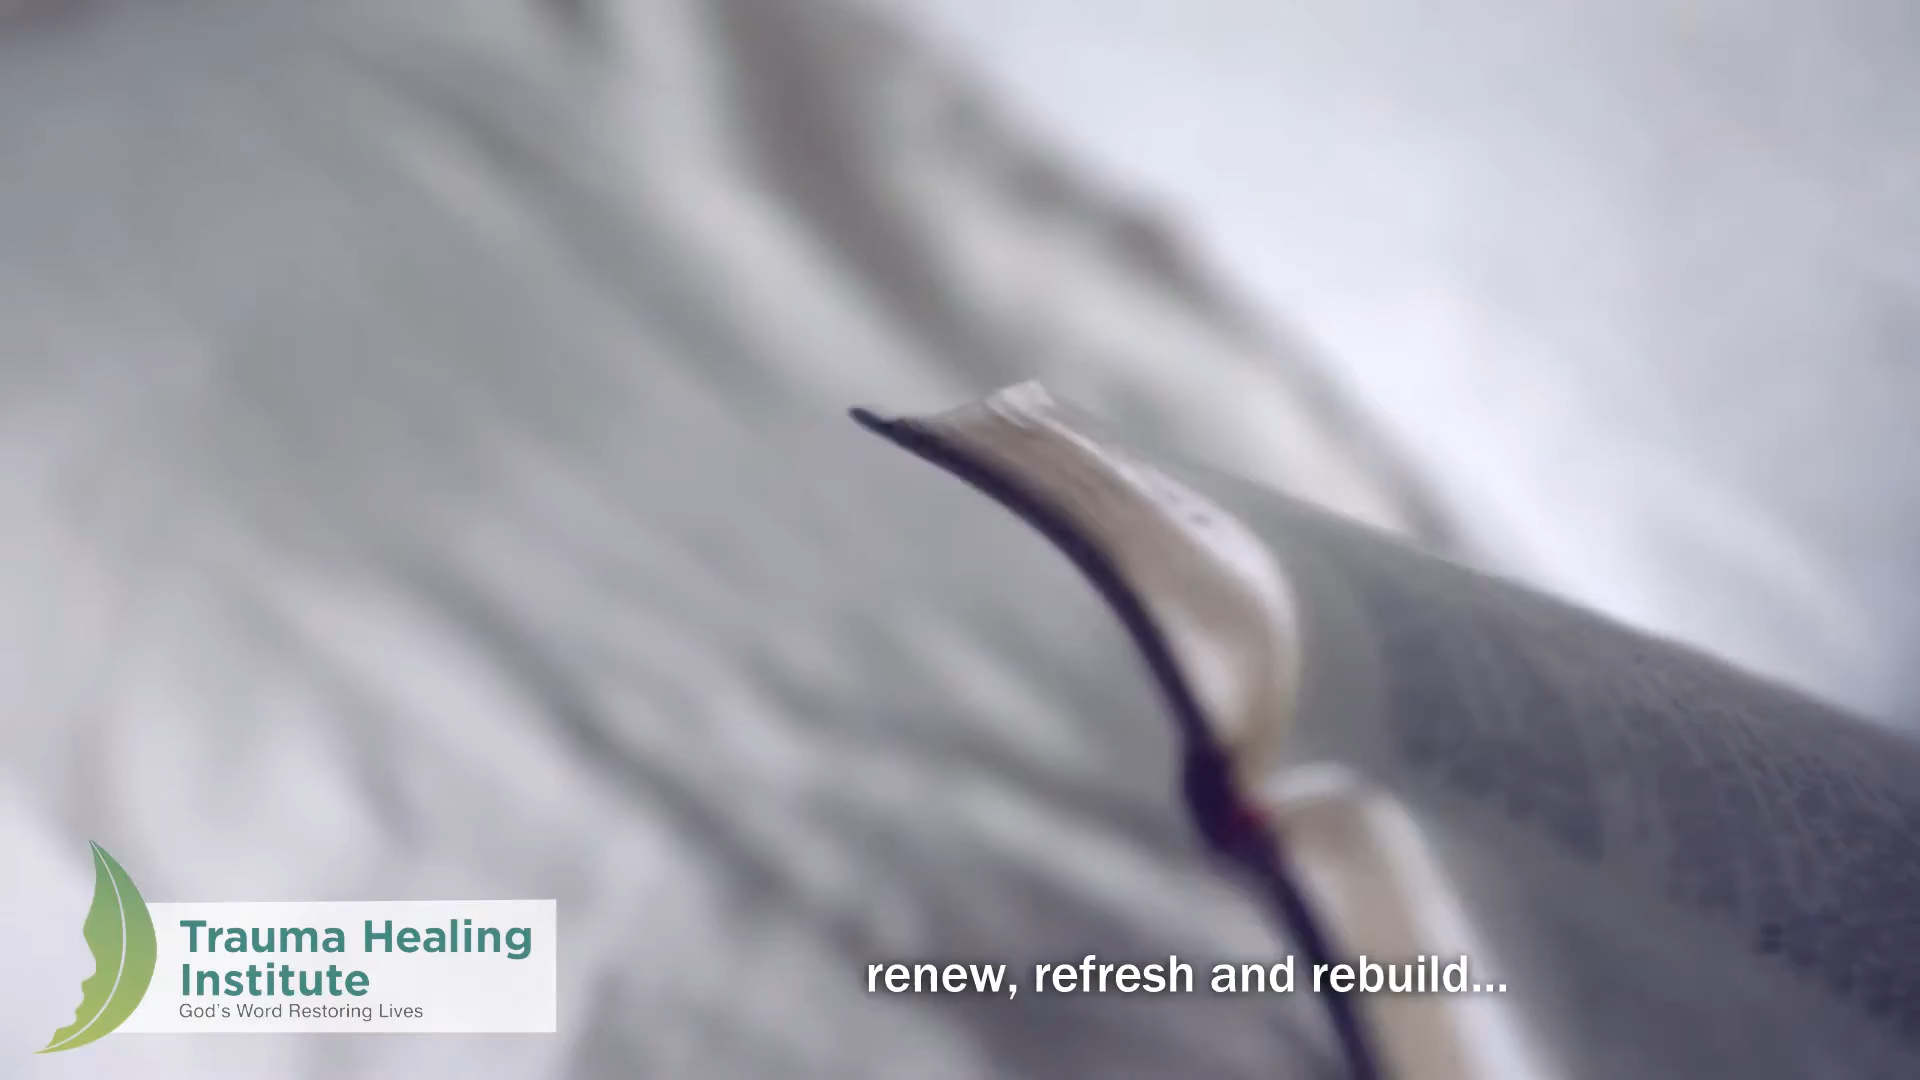 Trauma Healing
Institute
God's Word Restoring Lives
renew, refresh and rebuild...